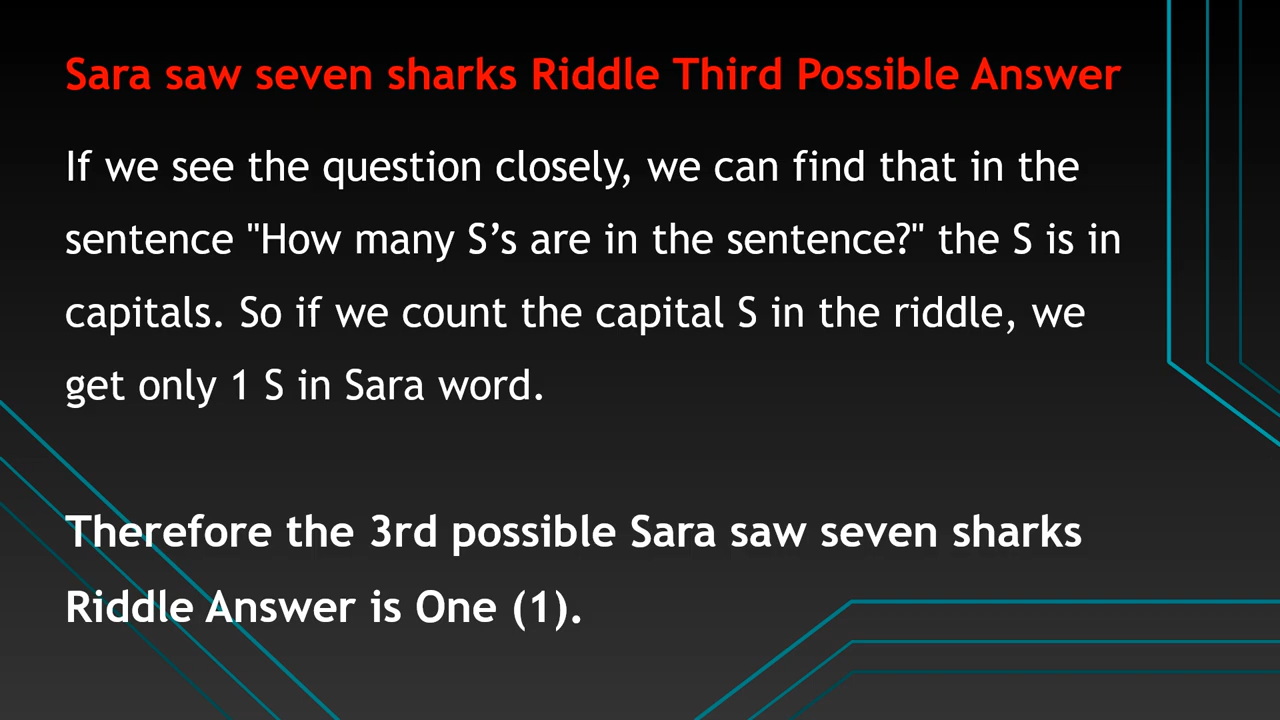 Sara saw seven sharks Riddle Third Possible Answer
If we see the question closely, we can find that in the
sentence "How many S’s are in the sentence?" the S is in
capitals. So if we count the capital S in the riddle, we
get only 1 S in Sara word.
Therefore the 3rd possible Sara saw seven sharks
Riddle Answer is One (1).